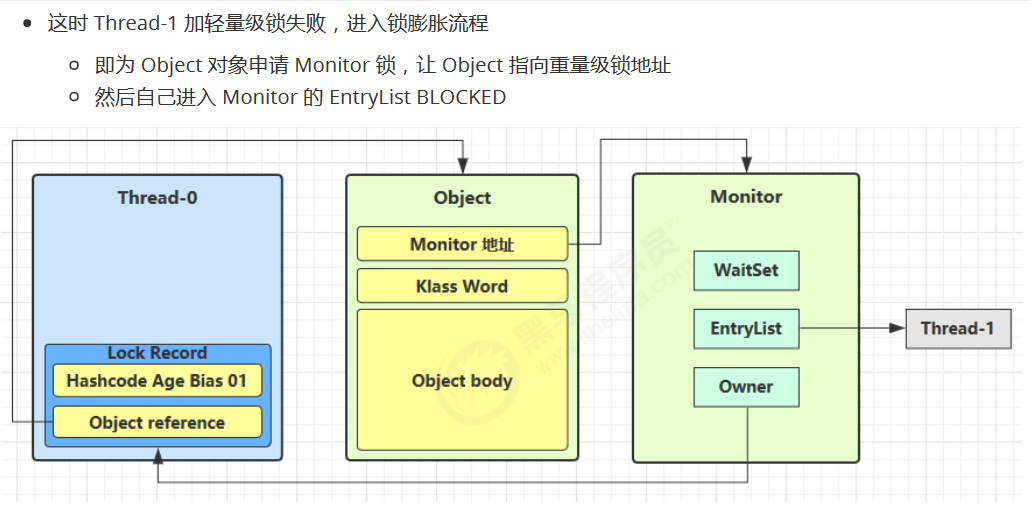 这时 Thread-1 加轻量级锁失败，进入锁膨胀流程
即为 Object 对象申请 Monitor 锁，让 Object 指向重量级锁地址
然后自己进入 Monitor 的 EntryList BLOCKED
Thread-0
Lock Record
Hashcode Age Bias 01
Object reference
Object
Monitor 地址
Klass Word
Object body
Monitor
WaitSet
EntryList
Owner
Thread-1
黑马程序员
www.itheima.com